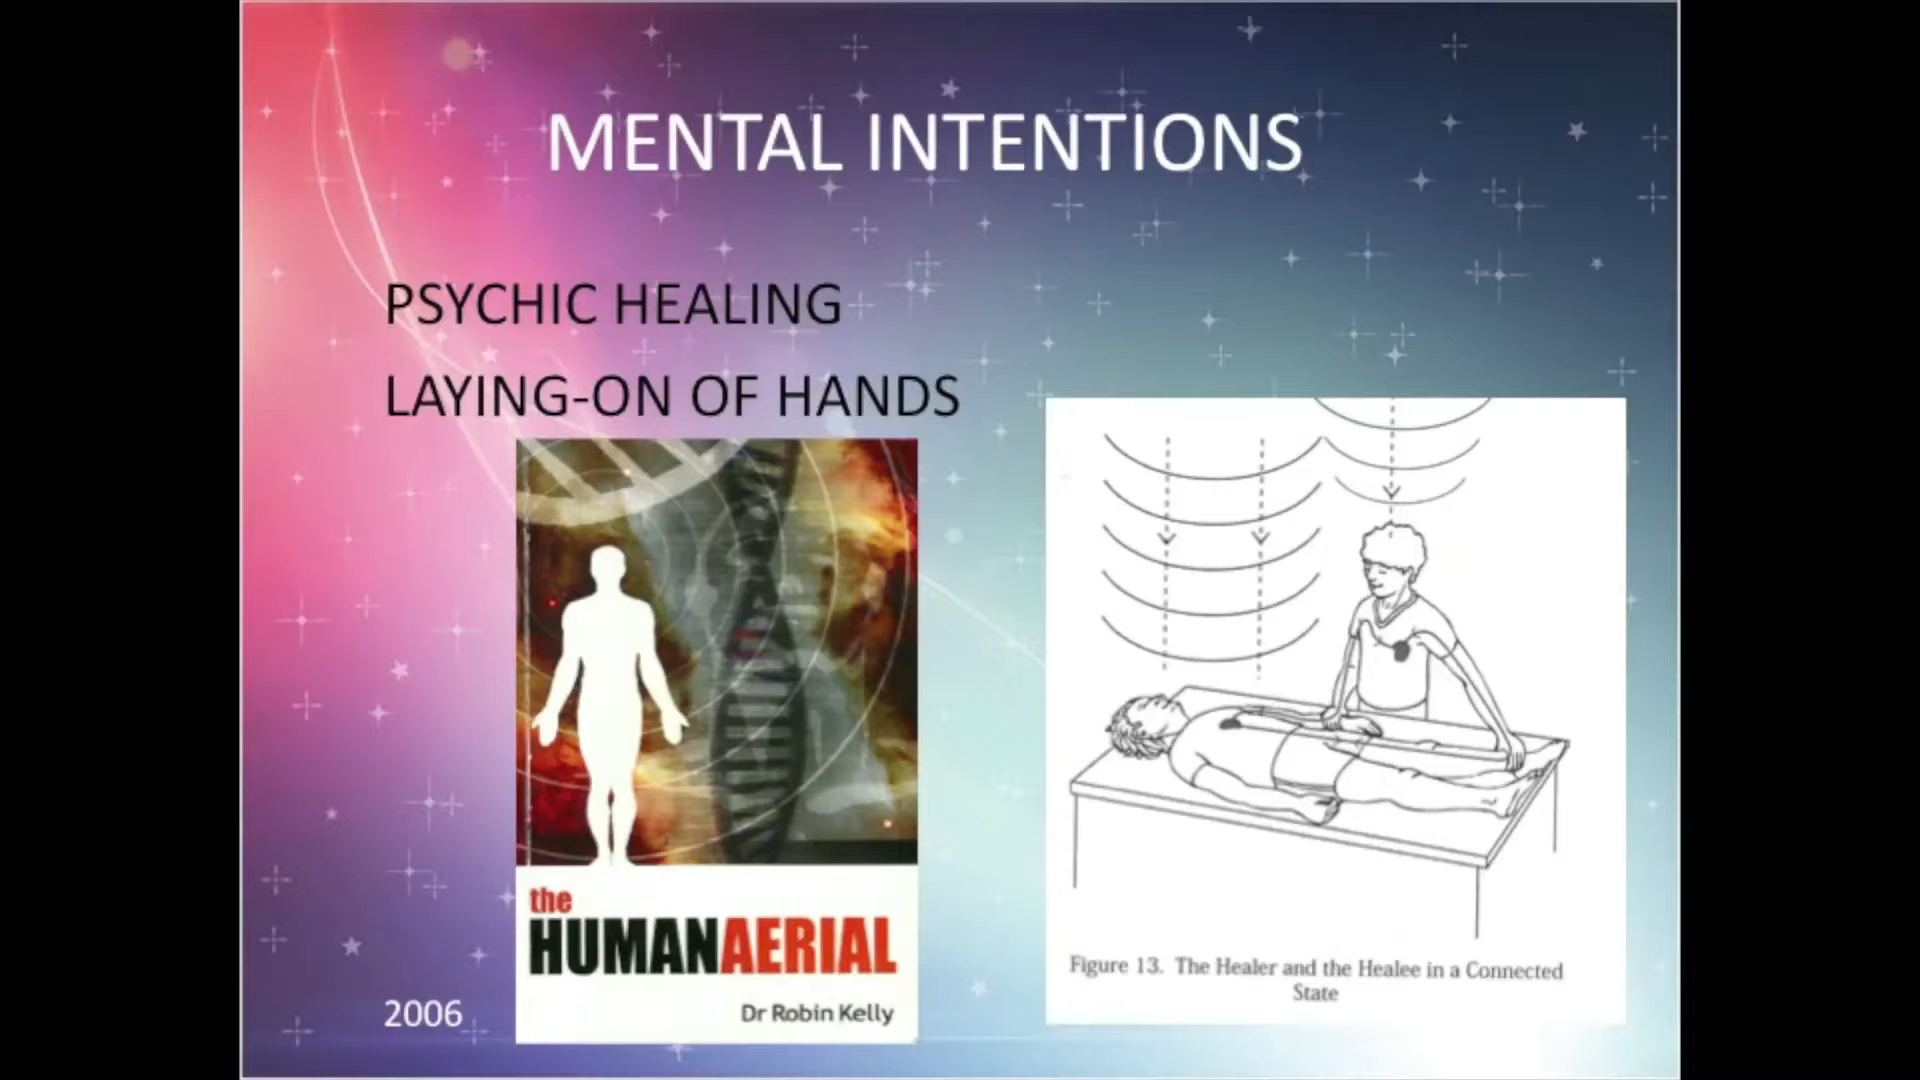 MENTAL INTENTIONS
PSYCHIC HEALING
LAYING-ON OF HANDS
the
HUMANAERIAL
Dr Robin Kelly
2006
Figure 13. The Healer and the Healee in a Connected
State